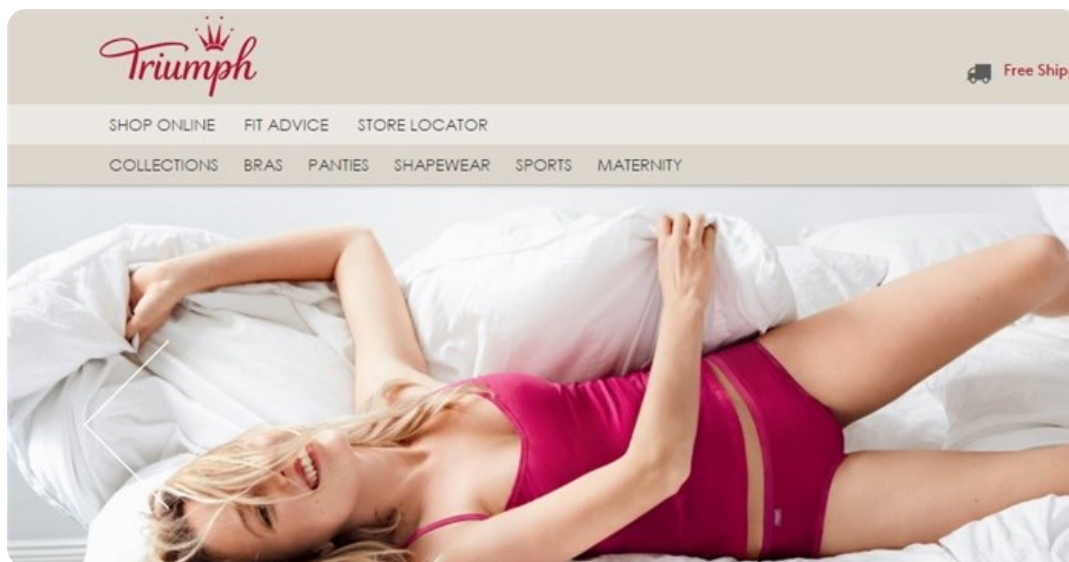 Triumph
Free Ship
SHOP ONLINE FIT ADVICE STORE LOCATOR
COLLECTIONS BRAS PANTIES SHAPEWEAR SPORTS MATERNITY